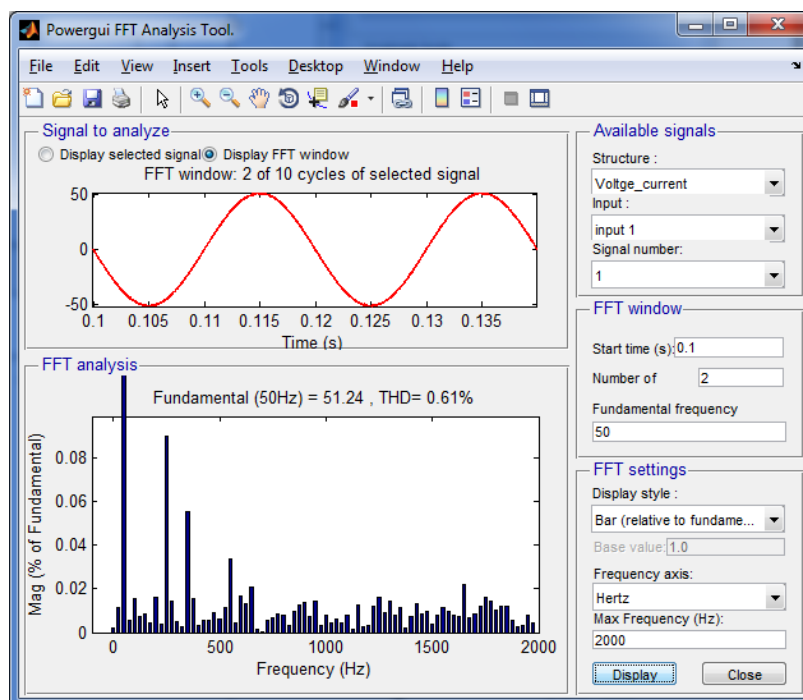 Powergui FFT Analysis Tool.
File Edit View Insert Tools Desktop Window Help
Signal to analyze
Display selected signal Display FFT window
FFT window: 2 of 10 cycles of selected signal
50
0
-50
0.1 0.105 0.11 0.115 0.12 0.125 0.13 0.135
Time (s)
FFT analysis
Fundamental (50Hz) = 51.24 , THD= 0.61%
Mag (% of Fundamental)
0.08
0.06
0.04
0.02
0
0 500 1000 1500 2000
Frequency (Hz)
Available signals
Structure :
Voltge_current
Input :
input 1
Signal number:
1
FFT window
Start time (s): 0.1
Number of 2
Fundamental frequency
50
FFT settings
Display style :
Bar (relative to fundame...
Base value: 1.0
Frequency axis:
Hertz
Max Frequency (Hz):
2000
Display Close